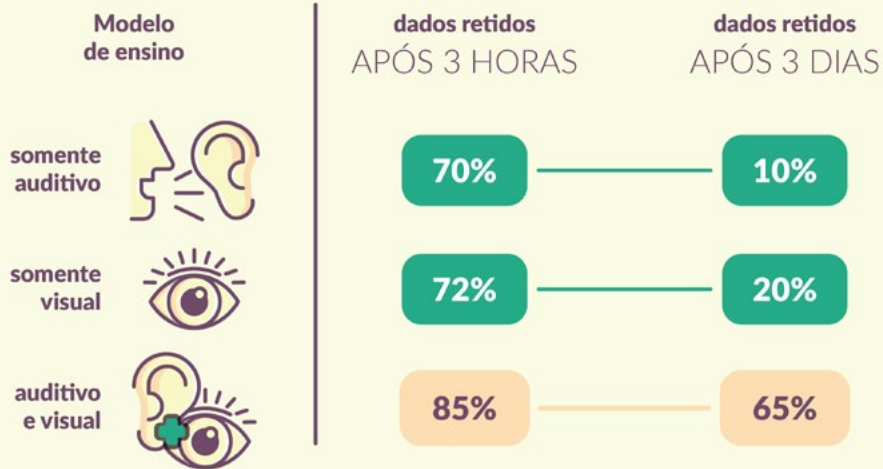 Modelo
de ensino
dados retidos
APÓS 3 HORAS
dados retidos
APÓS 3 DIAS
somente
auditivo
70%
10%
somente
visual
72%
20%
auditivo
e visual
85%
65%